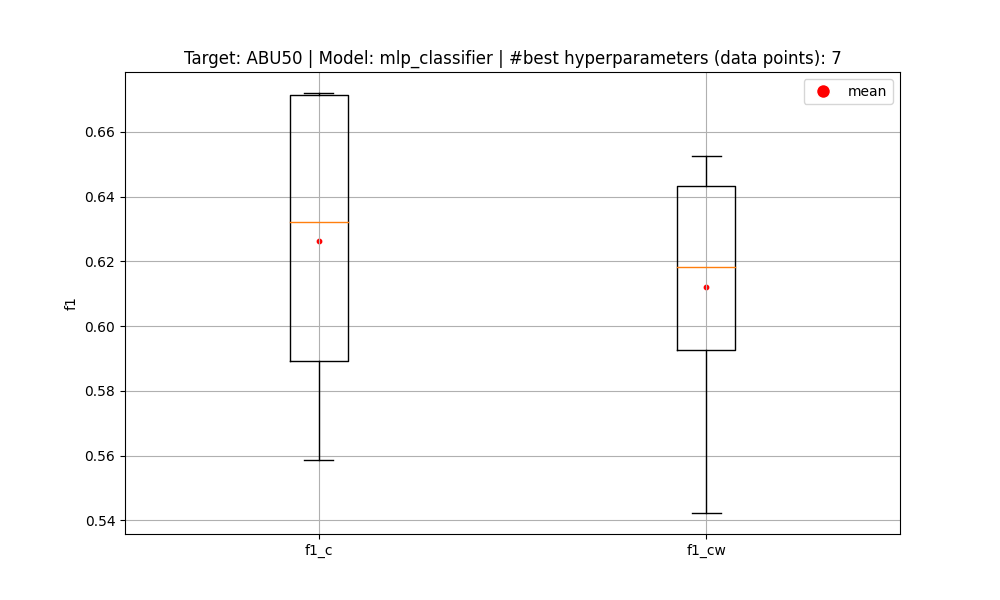 Target: ABU50 | Model: mlp_classifier | #best hyperparameters (data points): 7
mean
0.66
0.64
0.62
0.60
0.58
0.56
0.54
f1
f1_c
f1_cw